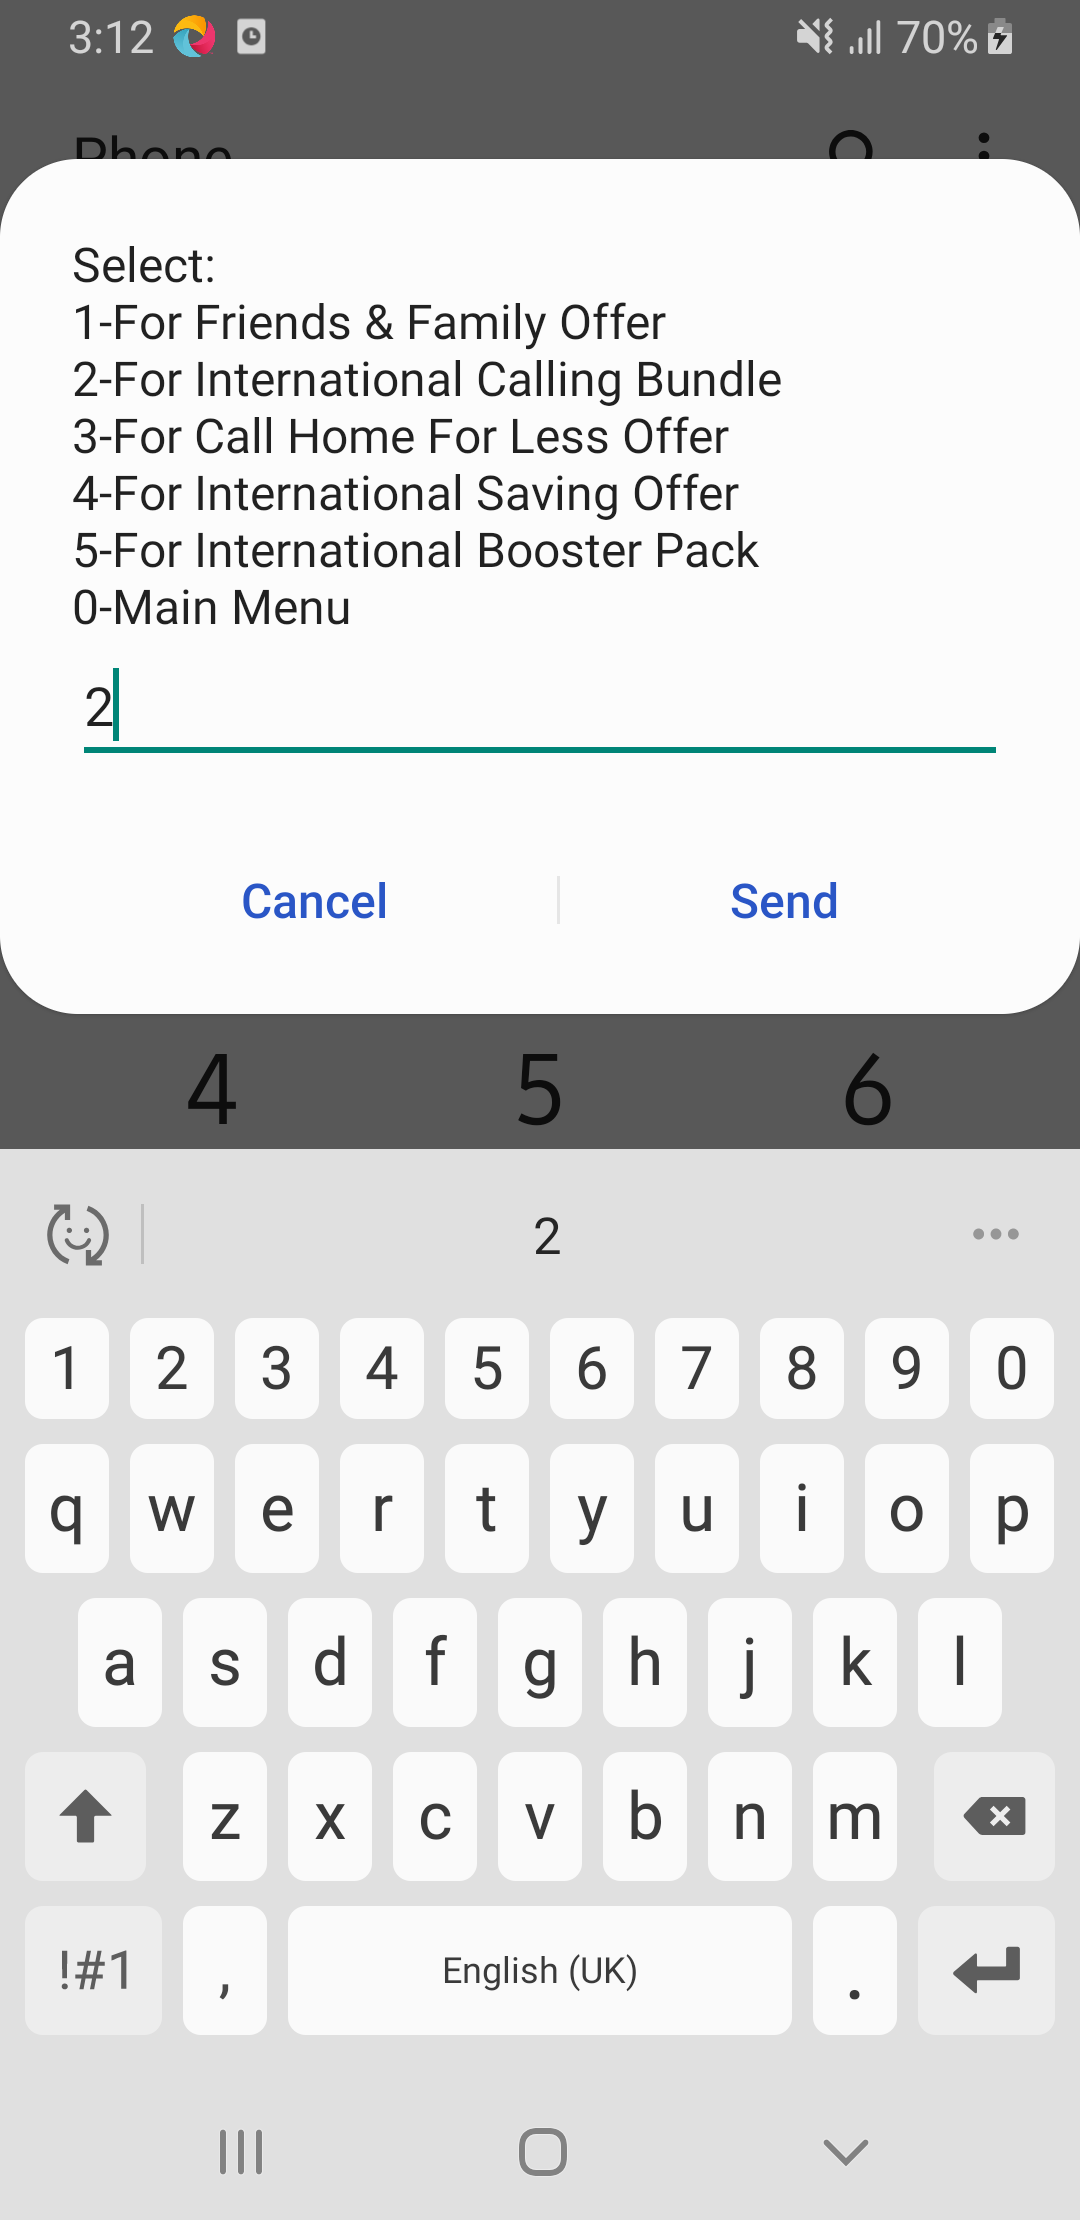 3:12
70%
Phone
Select:
1-For Friends & Family Offer
2-For International Calling Bundle
3-For Call Home For Less Offer
4-For International Saving Offer
5-For International Booster Pack
0-Main Menu
2
Cancel Send
4 5 6
2
1 2 3 4 5 6 7 8 9 0
q w e r t y u i o p
a s d f g h j k l
z x c v b n m
!#1 , English (UK) .